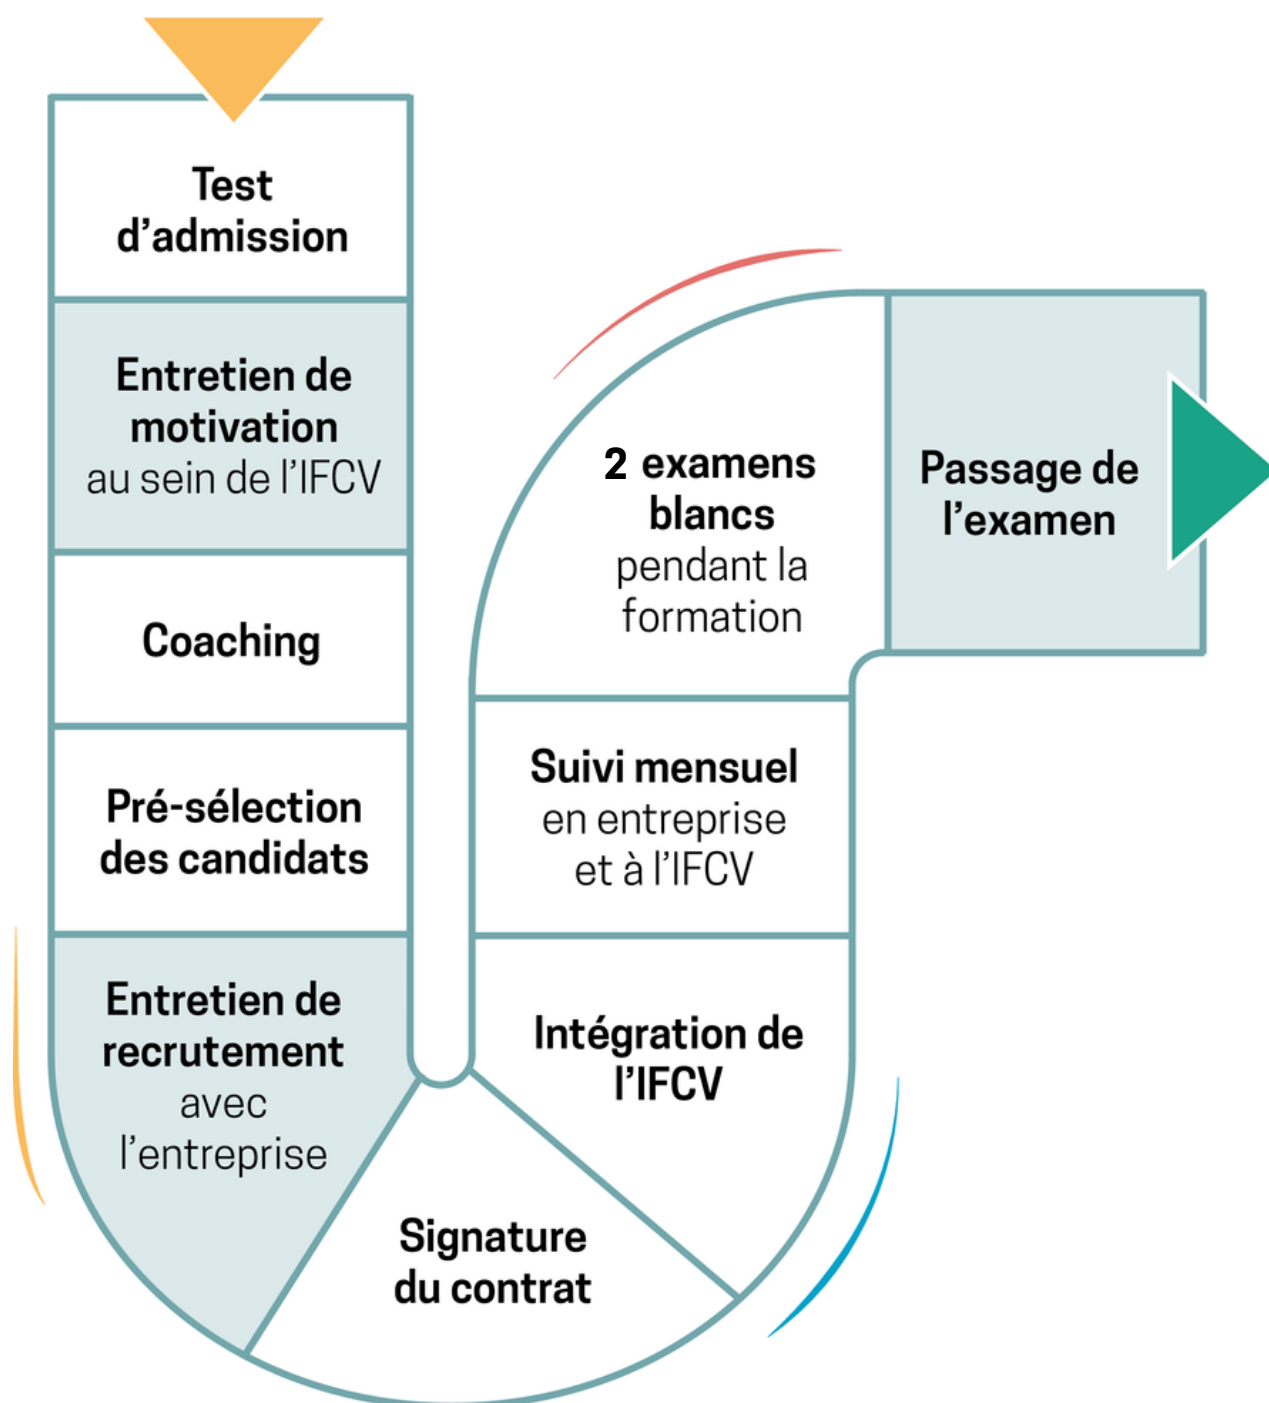 Test
d’admission
Entretien de
motivation
au sein de l’IFCV
Coaching
Pré-sélection
des candidats
Entretien de
recrutement
avec
l’entreprise
Signature
du contrat
Intégration de
l’IFCV
Suivi mensuel
en entreprise
et à l’IFCV
2 examens
blancs
pendant la
formation
Passage de
l’examen